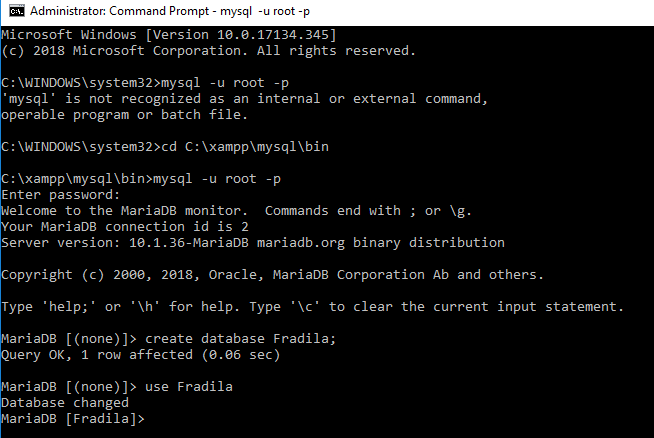 Administrator: Command Prompt - mysql  -u root -p
Microsoft Windows [Version 10.0.17134.345]
(c) 2018 Microsoft Corporation. All rights reserved.
C:\WINDOWS\system32>mysql -u root -p
'mysql' is not recognized as an internal or external command,
operable program or batch file.
C:\WINDOWS\system32>cd C:\xampp\mysql\bin
C:\xampp\mysql\bin>mysql -u root -p
Enter password:
Welcome to the MariaDB monitor.  Commands end with ; or \g.
Your MariaDB connection id is 2
Server version: 10.1.36-MariaDB mariadb.org binary distribution
Copyright (c) 2000, 2018, Oracle, MariaDB Corporation Ab and others.
Type 'help;' or '\h' for help. Type '\c' to clear the current input statement.
MariaDB [(none)]> create database Fradila;
Query OK, 1 row affected (0.06 sec)
MariaDB [(none)]> use Fradila
Database changed
MariaDB [Fradila]>